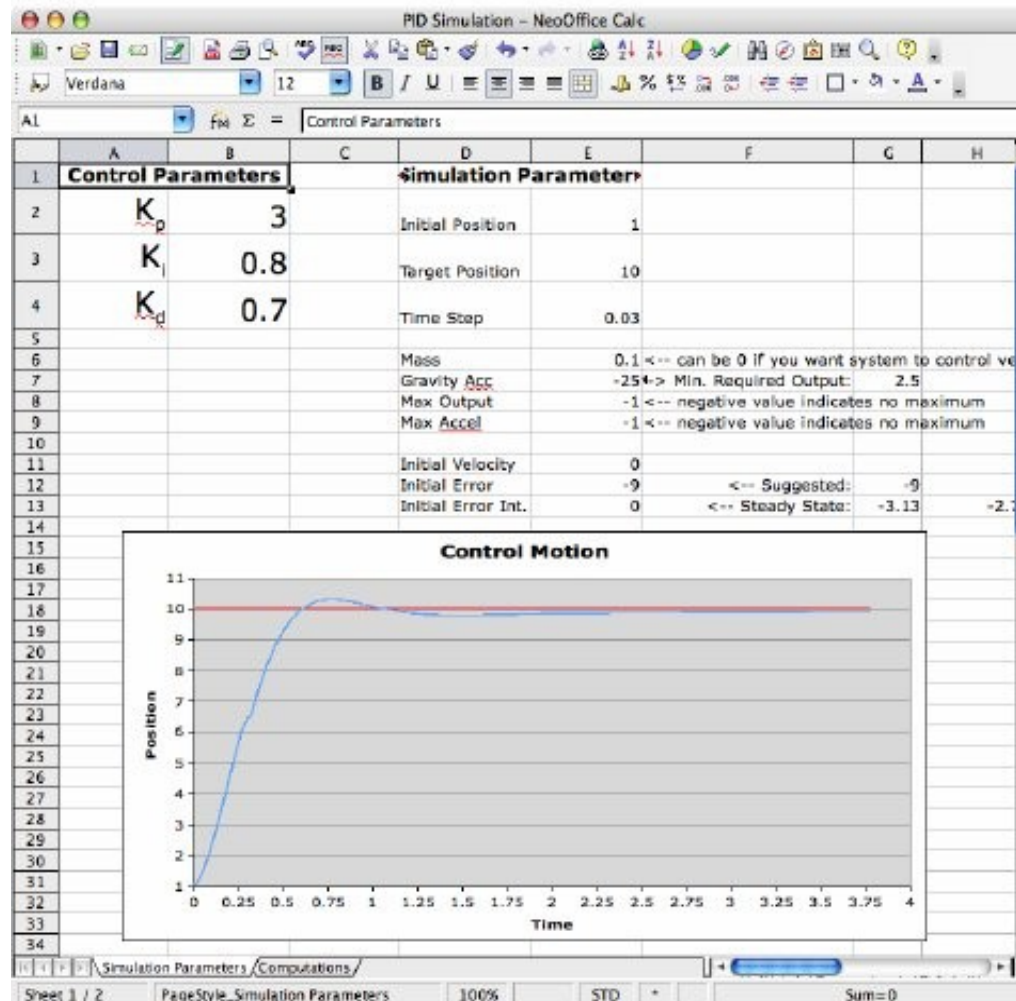 PID Simulation – NeoOffice Calc
Verdana 12 B I U
A1 Σ = Control Parameters
A B C D E F G H
1 Control Parameters Simulation Parameter
2 Kp 3 Initial Position 1
3 Ki 0.8 Target Position 10
4 Kd 0.7 Time Step 0.03
5
6 Mass 0.1 <-- can be 0 if you want system to control ve
7 Gravity Acc -25 -> Min. Required Output: 2.5
8 Max Output -1 <-- negative value indicates no maximum
9 Max Accel -1 <-- negative value indicates no maximum
10
11 Initial Velocity 0
12 Initial Error -9 <-- Suggested: -9
13 Initial Error Int. 0 <-- Steady State: -3.13 -2.
14
15 Control Motion
16
17
18
19
20
21
22
23
24
25
26
27
28
29
30
31
32
33
34
11
10
9
8
7
6
5
4
3
2
1
Position
0 0.25 0.5 0.75 1 1.25 1.5 1.75 2 2.25 2.5 2.75 3 3.25 3.5 3.75 4
Time
Simulation Parameters Computations
Sheet 1 / 2 PageStyle_Simulation Parameters 100% STD * Sum=0